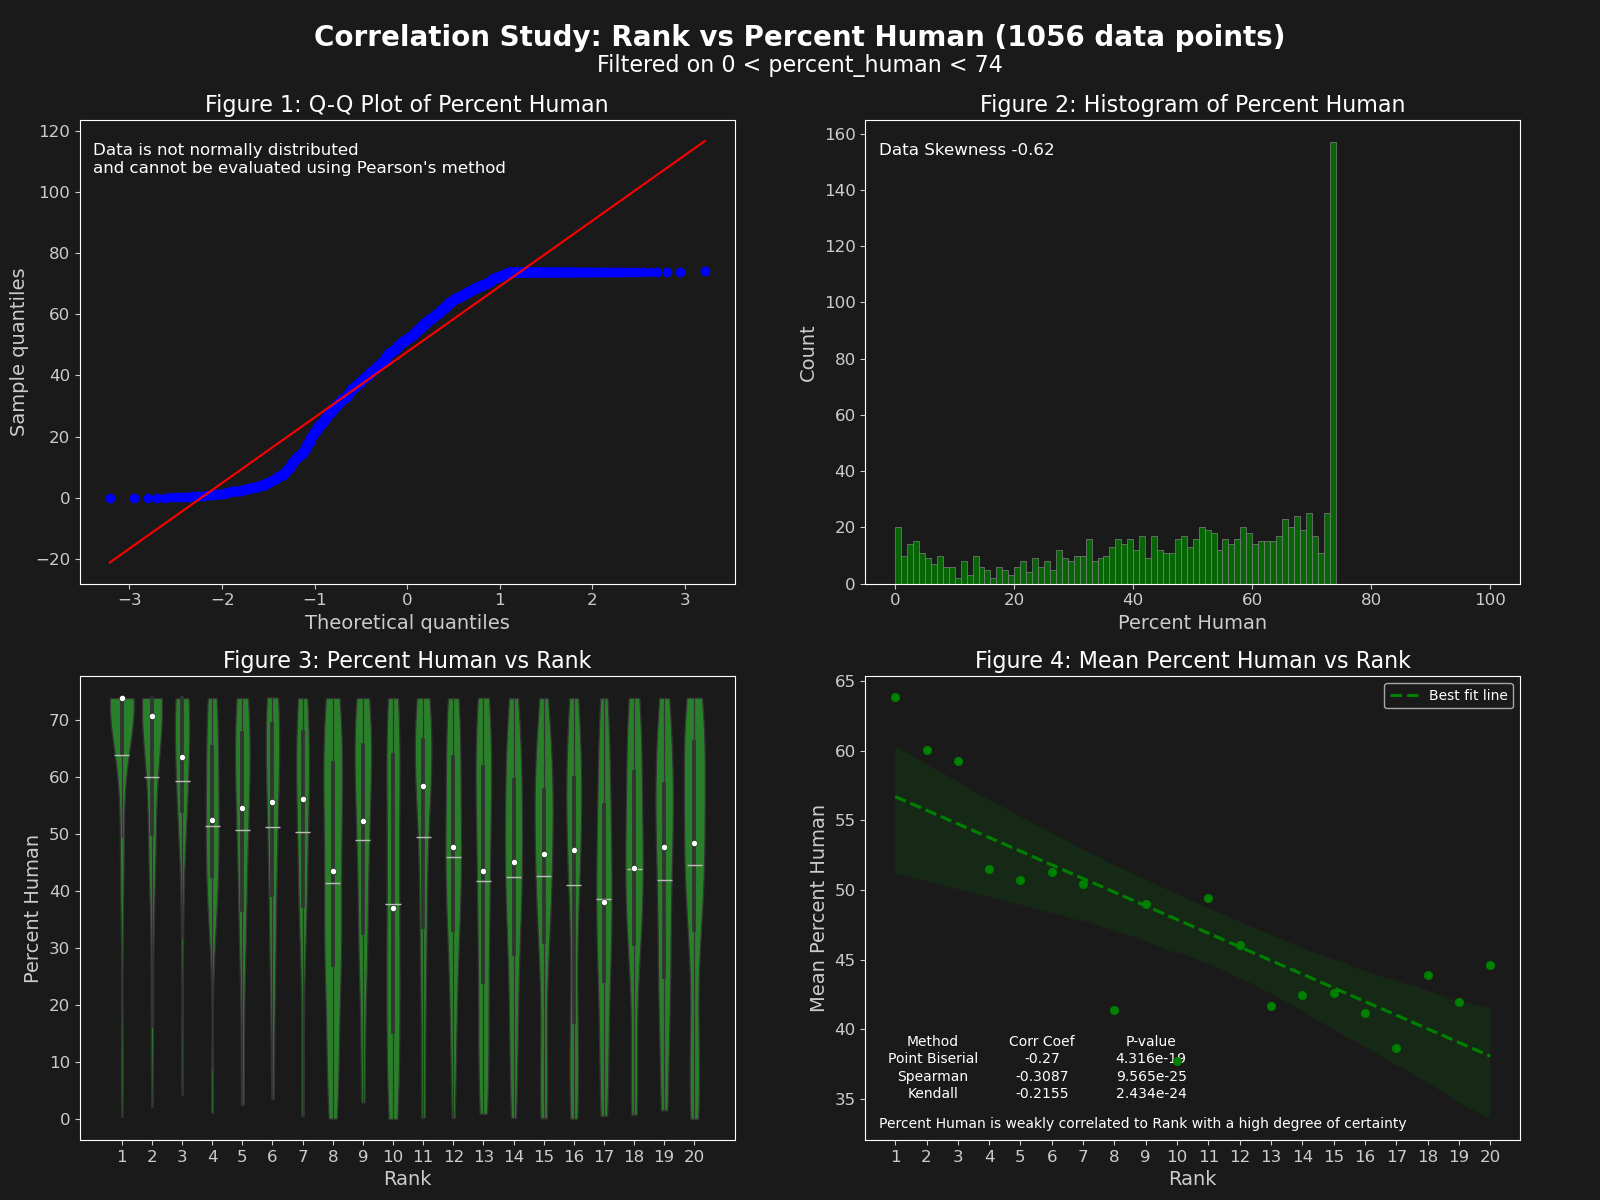 Correlation Study: Rank vs Percent Human (1056 data points)
Filtered on 0 < percent_human < 74
Figure 1: Q-Q Plot of Percent Human
Data is not normally distributed
and cannot be evaluated using Pearson's method
120
100
80
60
40
20
0
−20
Sample quantiles
−3 −2 −1 0 1 2 3
Theoretical quantiles
Figure 2: Histogram of Percent Human
Data Skewness -0.62
160
140
120
100
80
60
40
20
0
Count
0 20 40 60 80 100
Percent Human
Figure 3: Percent Human vs Rank
70
60
50
40
30
20
10
0
Percent Human
1 2 3 4 5 6 7 8 9 10 11 12 13 14 15 16 17 18 19 20
Rank
Figure 4: Mean Percent Human vs Rank
Best fit line
65
60
55
50
45
40
35
Mean Percent Human
Method Corr Coef P-value
Point Biserial -0.27 4.316e-19
Spearman -0.3087 9.565e-25
Kendall -0.2155 2.434e-24
Percent Human is weakly correlated to Rank with a high degree of certainty
1 2 3 4 5 6 7 8 9 10 11 12 13 14 15 16 17 18 19 20
Rank